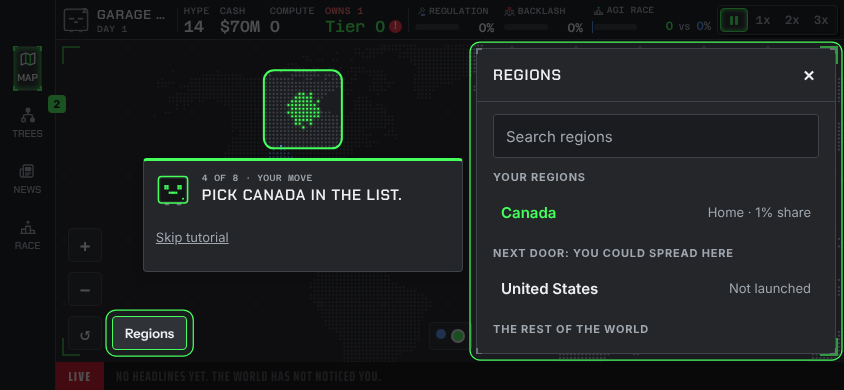 GARAGE ...
DAY 1
HYPE
14
CASH
$70M
COMPUTE
0
OWNS 1
Tier 0
!
REGULATION
0%
BACKLASH
0%
AGI RACE
0 vs 0%
1x
2x
3x
MAP
2
TREES
NEWS
RACE
4 OF 8 · YOUR MOVE
PICK CANADA IN THE LIST.
Skip tutorial
+
−
↺
Regions
REGIONS
×
Search regions
YOUR REGIONS
Canada
Home · 1% share
NEXT DOOR: YOU COULD SPREAD HERE
United States
Not launched
THE REST OF THE WORLD
LIVE
NO HEADLINES YET. THE WORLD HAS NOT NOTICED YOU.